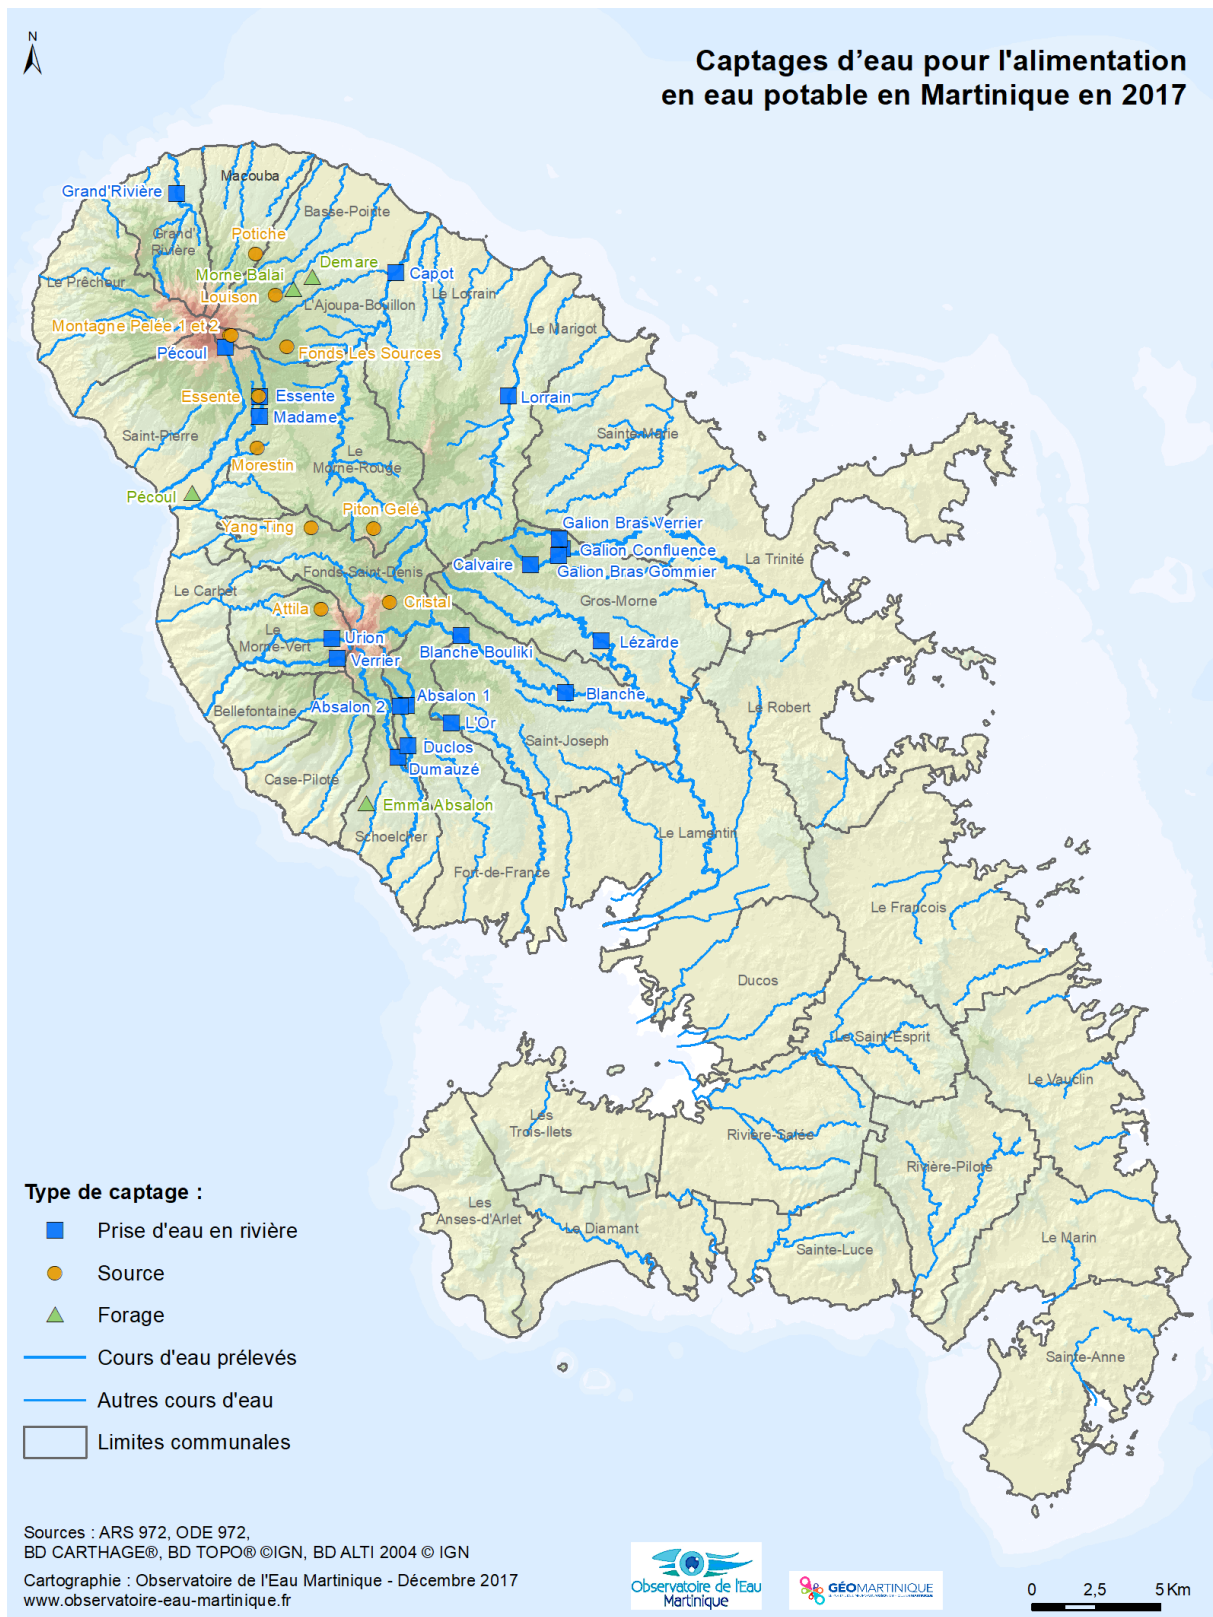 N
Captages d’eau pour l'alimentation
en eau potable en Martinique en 2017
Macouba
Grand'Rivière
Basse-Pointe
Grand'
Rivière
Potiche
Demare
Morne Balai
Capot
Le Prêcheur
Louison
L'Ajoupa-Bouillon
Le Lorrain
Montagne Pelée 1 et 2
Le Marigot
Pécoul
Fonds Les Sources
Essente
Essente
Lorrain
Madame
Saint-Pierre
Sainte-Marie
Le
Morne-Rouge
Morestin
Pécoul
Piton Gelé
Yang Ting
Galion Bras Verrier
Galion Confluence
La Trinité
Calvaire
Galion Bras Gommier
Fonds-Saint-Denis
Le Carbet
Gros-Morne
Attila
Cristal
Le
Morne-Vert
Urion
Lézarde
Blanche Bouliki
Verrier
Blanche
Absalon 1
Absalon 2
Le Robert
Bellefontaine
L'Or
Saint-Joseph
Duclos
Dumauzé
Case-Pilote
Emma Absalon
Schoelcher
Le Lamentin
Fort-de-France
Le François
Ducos
Le Saint-Esprit
Le Vauclin
Les
Trois-Ilets
Rivière-Salée
Rivière-Pilote
Les
Anses-d'Arlet
Le Diamant
Sainte-Luce
Le Marin
Sainte-Anne
Type de captage :
Prise d'eau en rivière
Source
Forage
Cours d'eau prélevés
Autres cours d'eau
Limites communales
Sources : ARS 972, ODE 972,
BD CARTHAGE®, BD TOPO® ©IGN, BD ALTI 2004 © IGN
Cartographie : Observatoire de l'Eau Martinique - Décembre 2017
www.observatoire-eau-martinique.fr
Observatoire de l'Eau
Martinique
GÉOMARTINIQUE
0 2,5 5 Km